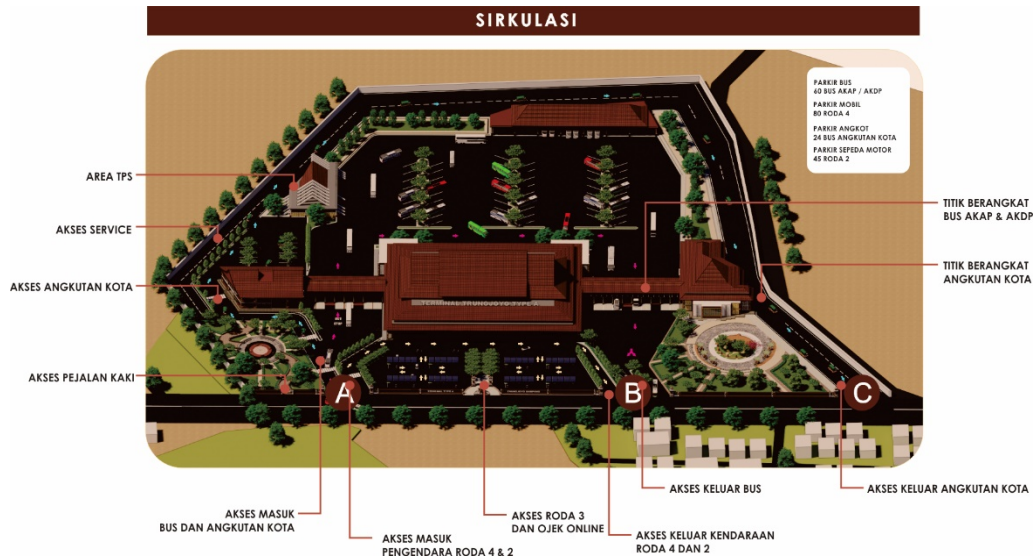 SIRKULASI
PARKIR BUS
60 BUS AKAP / AKDP
PARKIR MOBIL
80 RODA 4
PARKIR ANGKOT
24 BUS ANGKUTAN KOTA
PARKIR SEPEDA MOTOR
45 RODA 2
AREA TPS
AKSES SERVICE
AKSES ANGKUTAN KOTA
AKSES PEJALAN KAKI
TITIK BERANGKAT
BUS AKAP & AKDP
TITIK BERANGKAT
ANGKUTAN KOTA
TERMINAL TRUNOJOYO TYPE A
A
B
C
AKSES MASUK
BUS DAN ANGKUTAN KOTA
AKSES MASUK
PENGENDARA RODA 4 & 2
AKSES RODA 3
DAN OJEK ONLINE
AKSES KELUAR KENDARAAN
RODA 4 DAN 2
AKSES KELUAR BUS
AKSES KELUAR ANGKUTAN KOTA